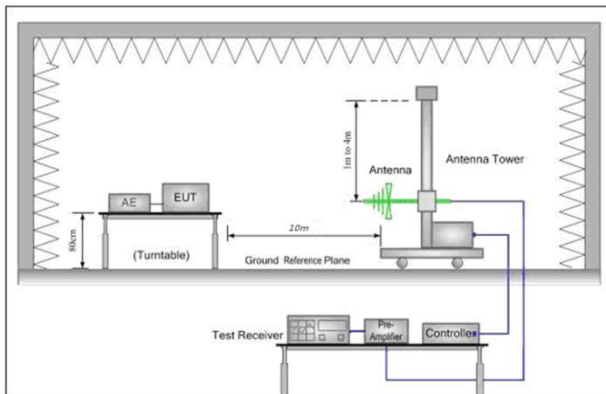 1m to 4m
Antenna
Antenna Tower
AE
EUT
80cm
(Turntable)
10m
Ground Reference Plane
Test Receiver
Pre-
Amplifier
Controller